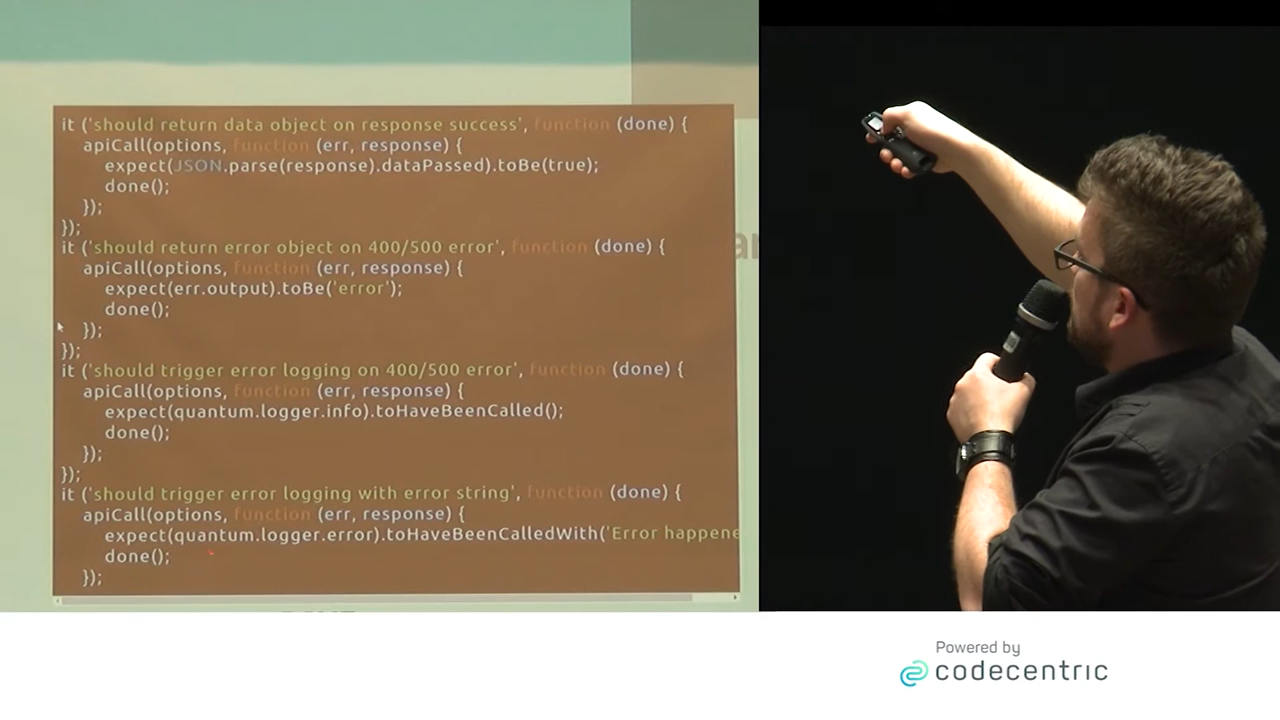 it ('should return data object on response success', function (done) {
apiCall(options, function (err, response) {
expect(JSON.parse(response).dataPassed).toBe(true);
done();
});
});
it ('should return error object on 400/500 error', function (done) {
apiCall(options, function (err, response) {
expect(err.output).toBe('error');
done();
});
});
it ('should trigger error logging on 400/500 error', function (done) {
apiCall(options, function (err, response) {
expect(quantum.logger.info).toHaveBeenCalled();
done();
});
});
it ('should trigger error logging with error string', function (done) {
apiCall(options, function (err, response) {
expect(quantum.logger.error).toHaveBeenCalledWith('Error happene
done();
});
Powered by
codecentric